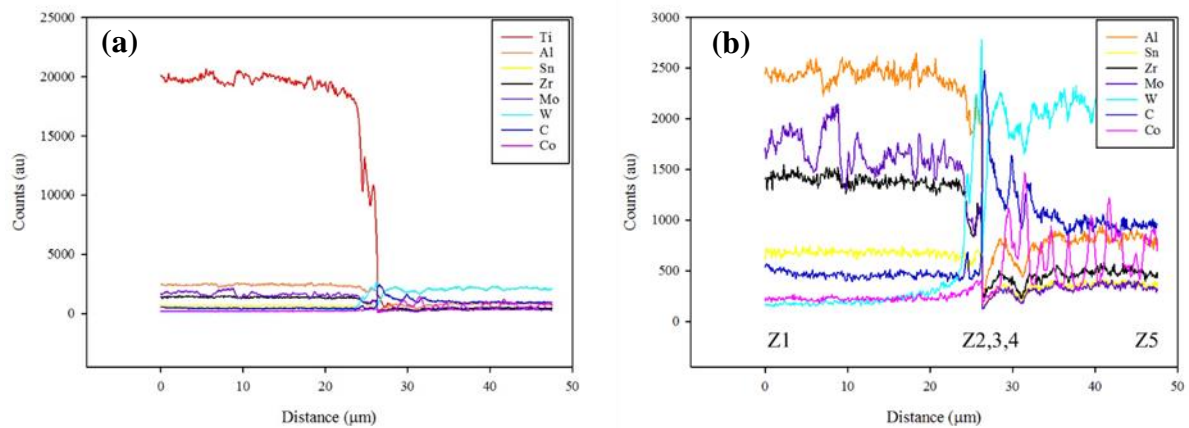 (a)
25000
20000
15000
10000
5000
0
Counts (au)
0 10 20 30 40 50
Distance (μm)
Ti
Al
Sn
Zr
Mo
W
C
Co
(b)
3000
2500
2000
1500
1000
500
0
Counts (au)
Z1 Z2,3,4 Z5
0 10 20 30 40 50
Distance (μm)
Al
Sn
Zr
Mo
W
C
Co